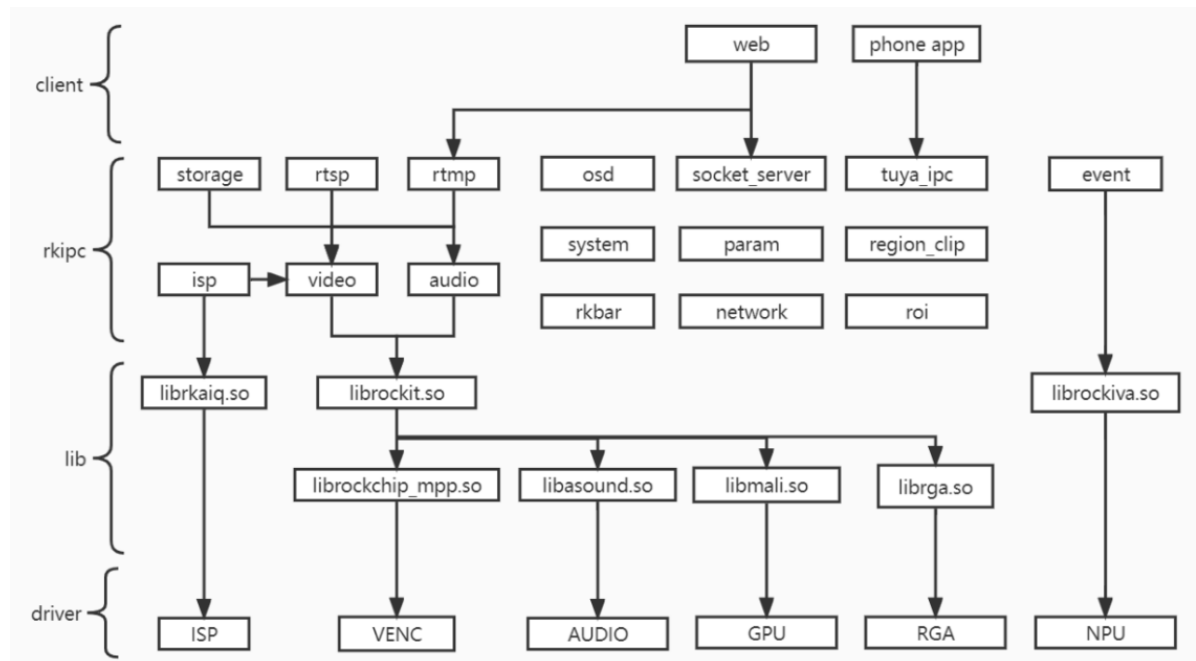 web
phone app
client
storage
rtsp
rtmp
osd
socket_server
tuya_ipc
event
rkipc
system
param
region_clip
isp
video
audio
rkbar
network
roi
librkaiq.so
librockit.so
librockiva.so
lib
librockchip_mpp.so
libasound.so
libmali.so
librga.so
driver
ISP
VENC
AUDIO
GPU
RGA
NPU